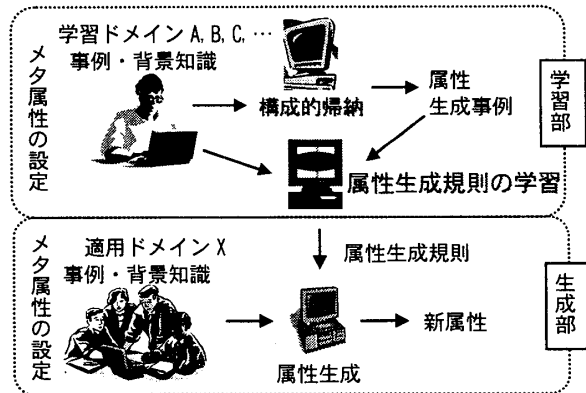 学習ドメイン A, B, C, …
事例・背景知識
メタ属性の設定
構成的帰納
属性
生成事例
学習部
属性生成規則の学習
適用ドメイン X
事例・背景知識
メタ属性の設定
属性生成規則
新属性
生成部
属性生成